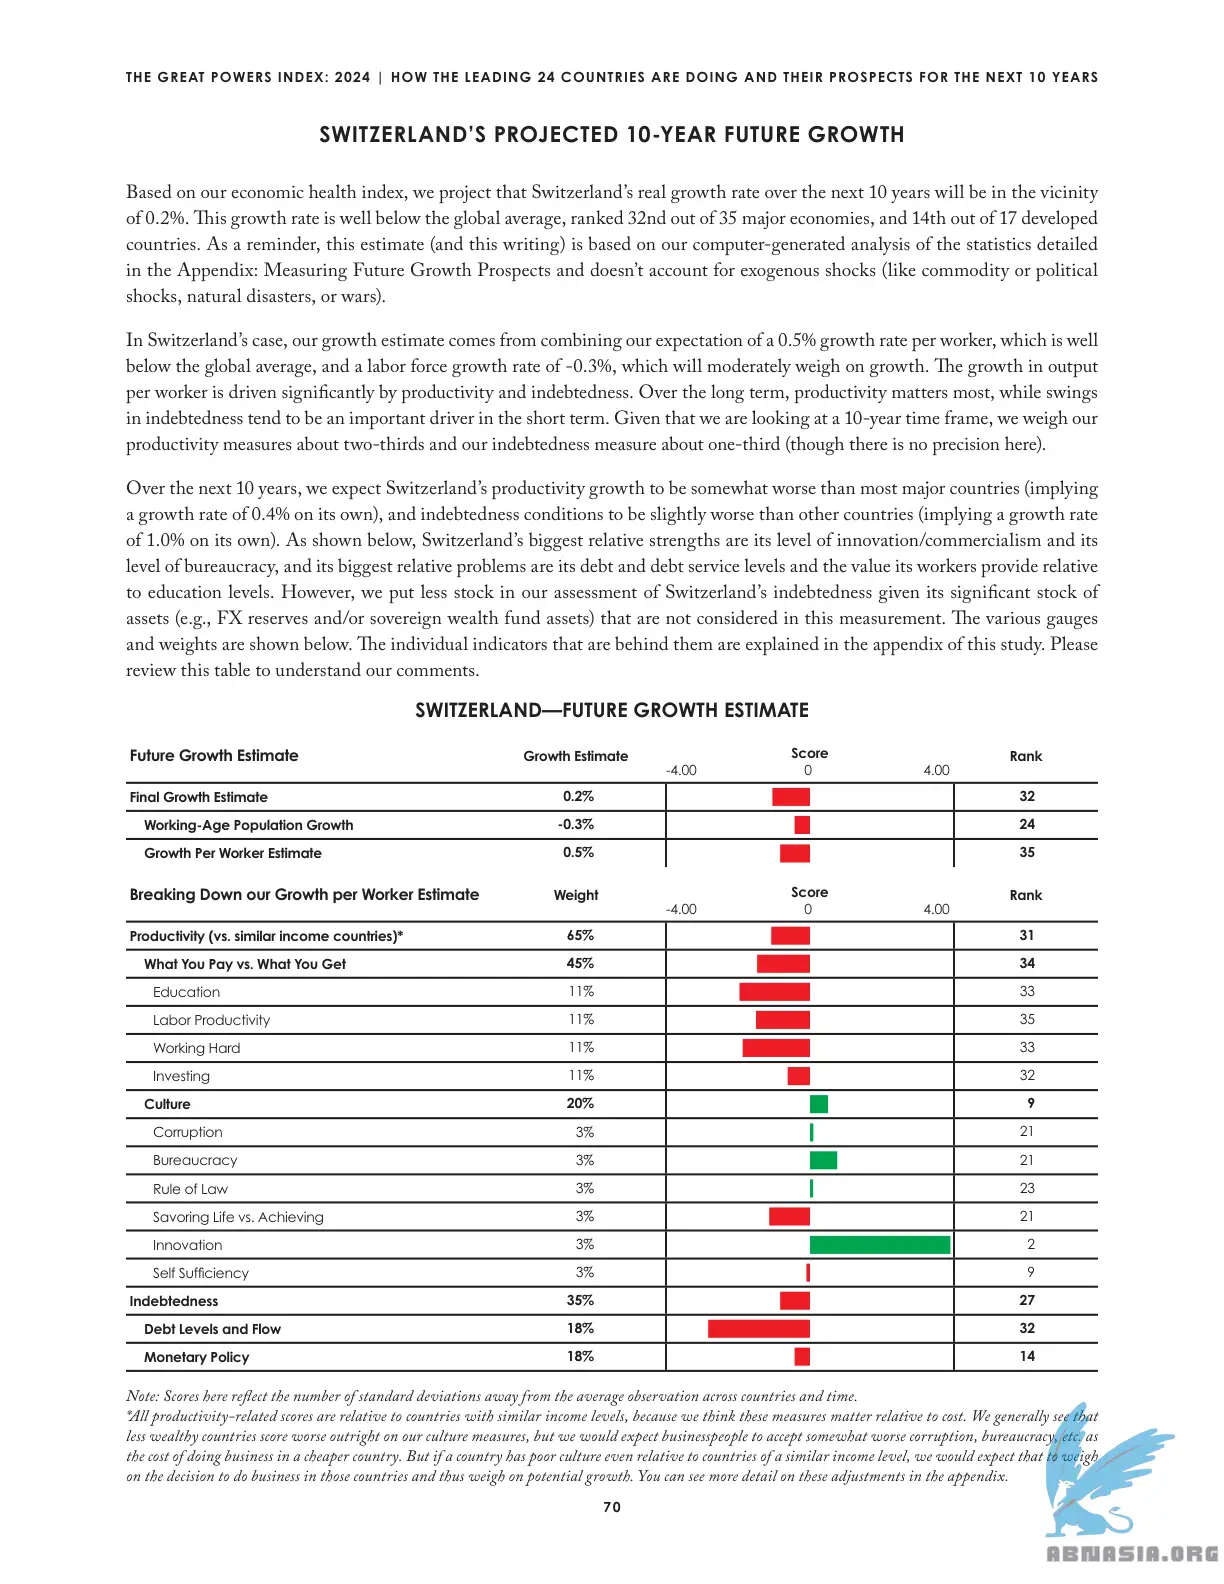 THE GREAT POWERS INDEX: 2024 | HOW THE LEADING 24 COUNTRIES ARE DOING AND THEIR PROSPECTS FOR THE NEXT 10 YEARS
SWITZERLAND’S PROJECTED 10-YEAR FUTURE GROWTH
Based on our economic health index, we project that Switzerland’s real growth rate over the next 10 years will be in the vicinity
of 0.2%. This growth rate is well below the global average, ranked 32nd out of 35 major economies, and 14th out of 17 developed
countries. As a reminder, this estimate (and this writing) is based on our computer-generated analysis of the statistics detailed
in the Appendix: Measuring Future Growth Prospects and doesn’t account for exogenous shocks (like commodity or political
shocks, natural disasters, or wars).
In Switzerland’s case, our growth estimate comes from combining our expectation of a 0.5% growth rate per worker, which is well
below the global average, and a labor force growth rate of -0.3%, which will moderately weigh on growth. The growth in output
per worker is driven significantly by productivity and indebtedness. Over the long term, productivity matters most, while swings
in indebtedness tend to be an important driver in the short term. Given that we are looking at a 10-year time frame, we weigh our
productivity measures about two-thirds and our indebtedness measure about one-third (though there is no precision here).
Over the next 10 years, we expect Switzerland’s productivity growth to be somewhat worse than most major countries (implying
a growth rate of 0.4% on its own), and indebtedness conditions to be slightly worse than other countries (implying a growth rate
of 1.0% on its own). As shown below, Switzerland’s biggest relative strengths are its level of innovation/commercialism and its
level of bureaucracy, and its biggest relative problems are its debt and debt service levels and the value its workers provide relative
to education levels. However, we put less stock in our assessment of Switzerland’s indebtedness given its significant stock of
assets (e.g., FX reserves and/or sovereign wealth fund assets) that are not considered in this measurement. The various gauges
and weights are shown below. The individual indicators that are behind them are explained in the appendix of this study. Please
review this table to understand our comments.
SWITZERLAND—FUTURE GROWTH ESTIMATE
Future Growth Estimate Growth Estimate Score Rank
-4.00 0 4.00
Final Growth Estimate 0.2% 32
Working-Age Population Growth -0.3% 24
Growth Per Worker Estimate 0.5% 35
Breaking Down our Growth per Worker Estimate Weight Score Rank
-4.00 0 4.00
Productivity (vs. similar income countries)* 65% 31
What You Pay vs. What You Get 45% 34
Education 11% 33
Labor Productivity 11% 35
Working Hard 11% 33
Investing 11% 32
Culture 20% 9
Corruption 3% 21
Bureaucracy 3% 21
Rule of Law 3% 23
Savoring Life vs. Achieving 3% 21
Innovation 3% 2
Self Sufficiency 3% 9
Indebtedness 35% 27
Debt Levels and Flow 18% 32
Monetary Policy 18% 14
Note: Scores here reflect the number of standard deviations away from the average observation across countries and time.
*All productivity-related scores are relative to countries with similar income levels, because we think these measures matter relative to cost. We generally see that
less wealthy countries score worse outright on our culture measures, but we would expect businesspeople to accept somewhat worse corruption, bureaucracy, etc. as
the cost of doing business in a cheaper country. But if a country has poor culture even relative to countries of a similar income level, we would expect that to weigh
on the decision to do business in those countries and thus weigh on potential growth. You can see more detail on these adjustments in the appendix.
70
ABNASIA.ORG